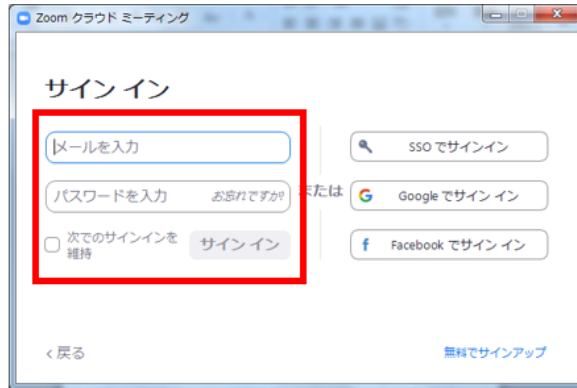 Zoom クラウド ミーティング
サイン イン
メールを入力
パスワードを入力 お忘れですか?
次でのサインインを
維持
サイン イン
または
SSO でサインイン
Google でサイン イン
Facebook でサイン イン
戻る
無料でサインアップ